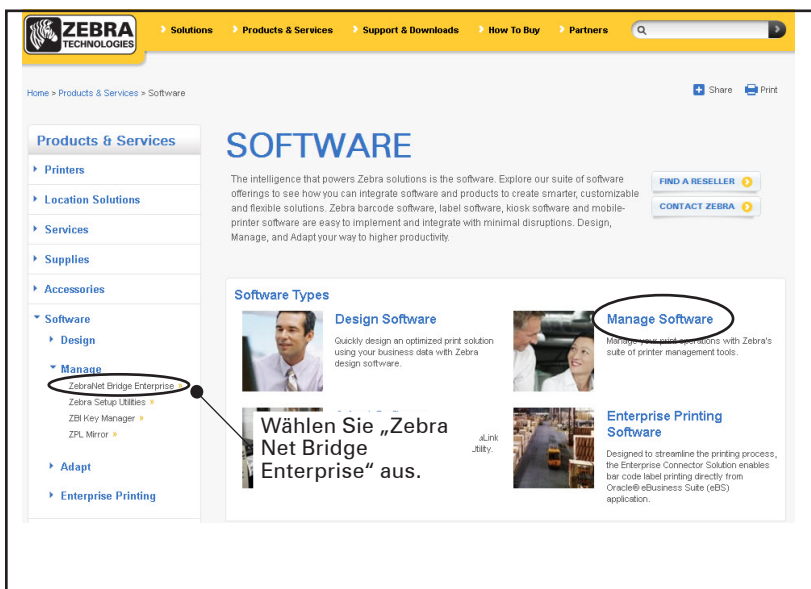 ZEBRA
TECHNOLOGIES
Solutions
Products & Services
Support & Downloads
How To Buy
Partners
Home > Products & Services > Software
Share
Print
Products & Services
Printers
Location Solutions
Services
Supplies
Accessories
Software
Design
Manage
ZebraNet Bridge Enterprise »
Zebra Setup Utilities »
ZBI Key Manager »
ZPL Mirror »
Adapt
Enterprise Printing
SOFTWARE
The intelligence that powers Zebra solutions is the software. Explore our suite of software
offerings to see how you can integrate software and products to create smarter, customizable
and flexible solutions. Zebra barcode software, label software, kiosk software and mobile-
printer software are easy to implement and integrate with minimal disruptions. Design,
Manage, and Adapt your way to higher productivity.
FIND A RESELLER
CONTACT ZEBRA
Software Types
Design Software
Quickly design an optimized print solution
using your business data with Zebra
design software.
Manage Software
Manage your print operations with Zebra's
suite of printer management tools.
Wählen Sie „Zebra
Net Bridge
Enterprise“ aus.
aLink
Utility.
Enterprise Printing
Software
Designed to streamline the printing process,
the Enterprise Connector Solution enables
bar code label printing directly from
Oracle® eBusiness Suite (eBS)
application.